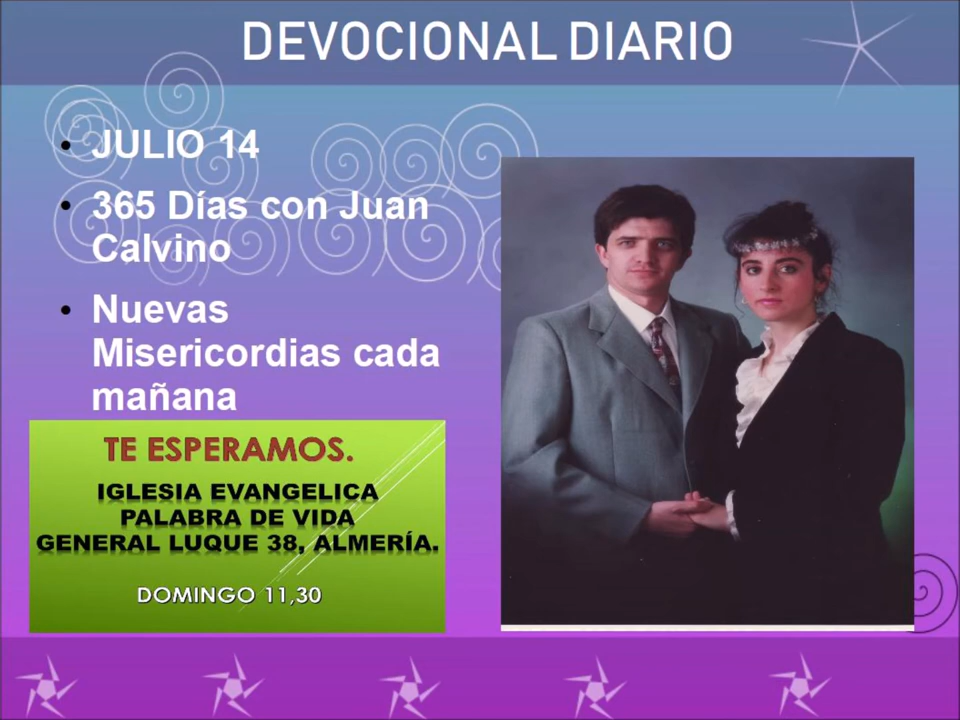 DEVOCIONAL DIARIO
• JULIO 14
• 365 Días con Juan
Calvino
• Nuevas
Misericordias cada
mañana
TE ESPERAMOS.
IGLESIA EVANGELICA
PALABRA DE VIDA
GENERAL LUQUE 38, ALMERÍA.
DOMINGO 11,30